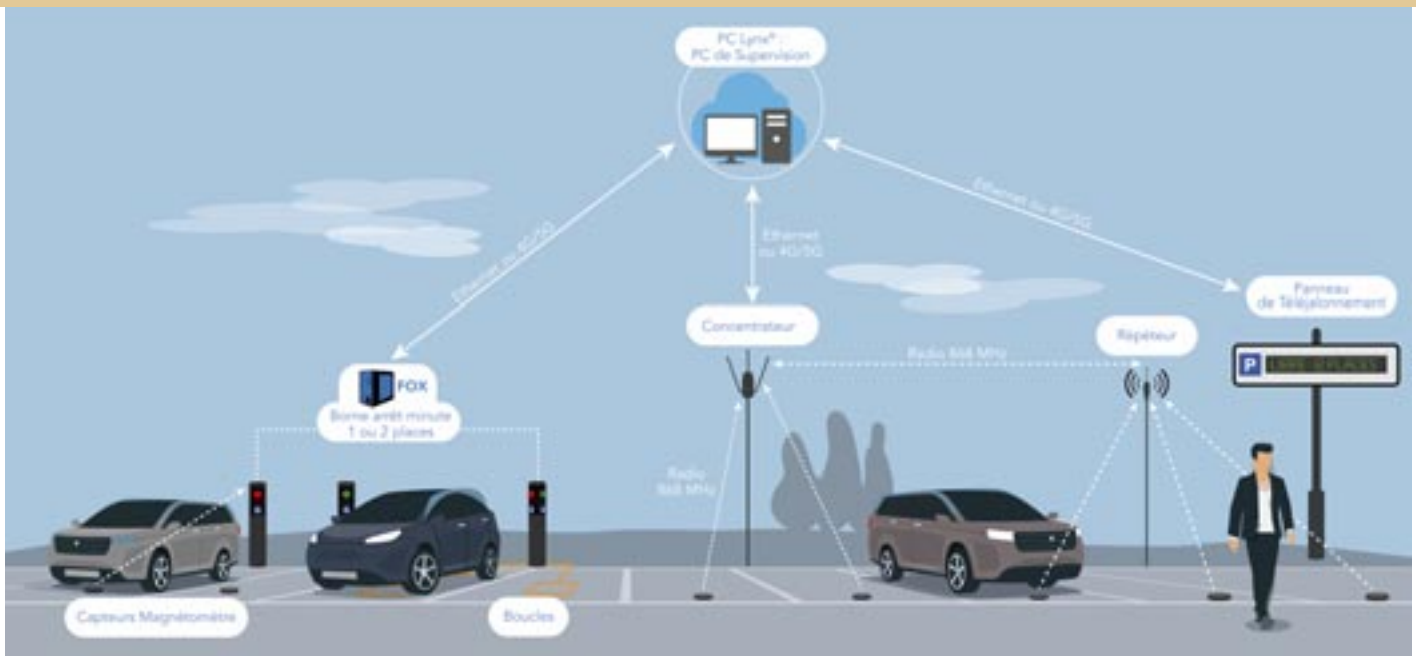 PC Lynx® :
PC de Supervision
Ethernet ou 4G/5G
Ethernet
ou 4G/5G
Ethernet ou 4G/5G
Panneau
de Téléjalonnement
Concentrateur
Répéteur
Radio 868 MHz
P
FOX
Borne arrêt minute
1 ou 2 places
Radio
868 MHz
Capteurs Magnétomètre
Boucles